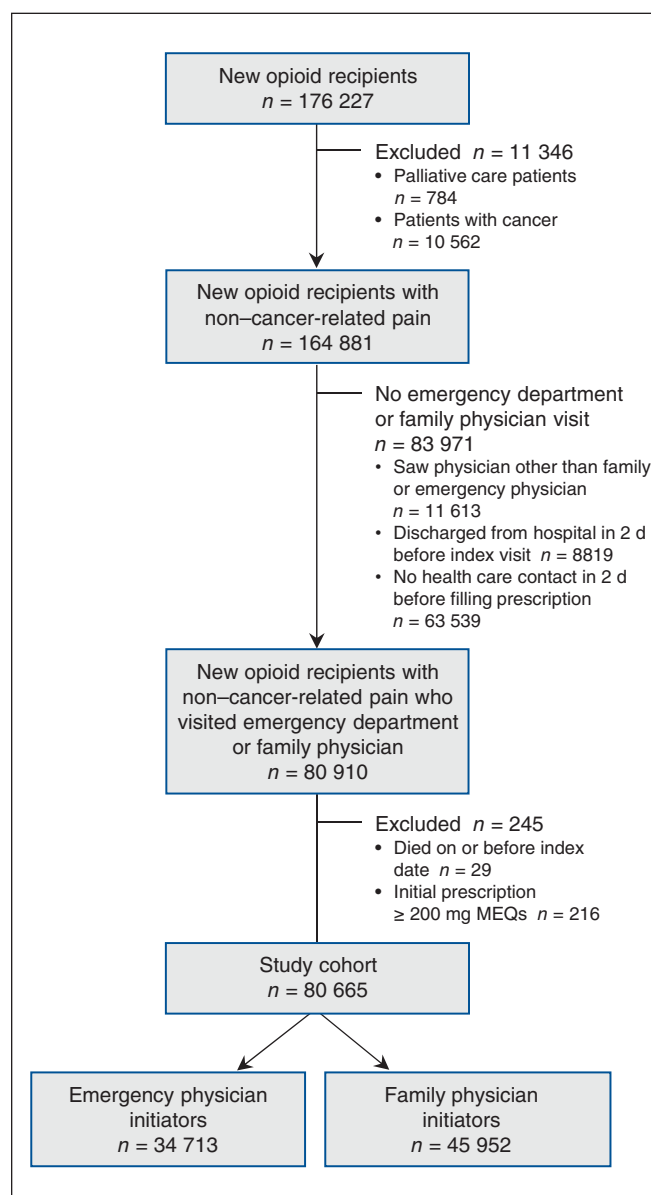 New opioid recipients
n = 176 227
Excluded n = 11 346
• Palliative care patients
n = 784
• Patients with cancer
n = 10 562
New opioid recipients with
non–cancer-related pain
n = 164 881
No emergency department
or family physician visit
n = 83 971
• Saw physician other than family
or emergency physician
n = 11 613
• Discharged from hospital in 2 d
before index visit n = 8819
• No health care contact in 2 d
before filling prescription
n = 63 539
New opioid recipients with
non–cancer-related pain who
visited emergency department
or family physician
n = 80 910
Excluded n = 245
• Died on or before index
date n = 29
• Initial prescription
≥ 200 mg MEQs n = 216
Study cohort
n = 80 665
Emergency physician
initiators
n = 34 713
Family physician
initiators
n = 45 952